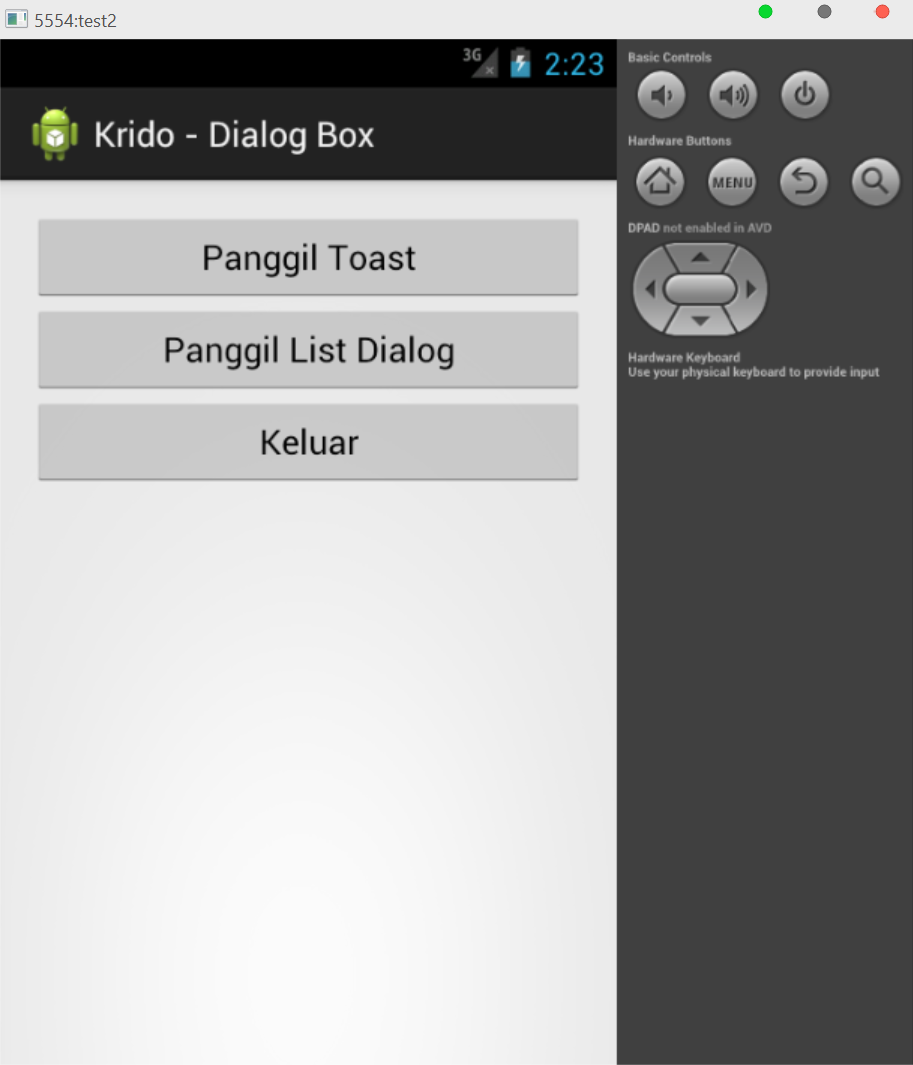 5554:test2
3G
2:23
Krido - Dialog Box
Panggil Toast
Panggil List Dialog
Keluar
Basic Controls
Hardware Buttons
MENU
DPAD not enabled in AVD
Hardware Keyboard
Use your physical keyboard to provide input